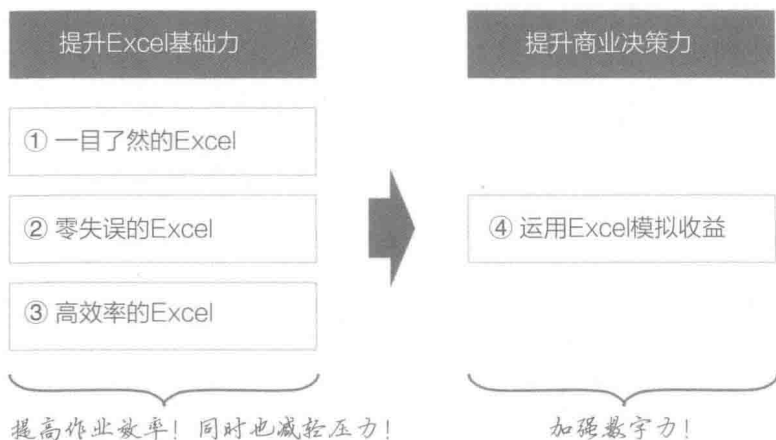 提升Excel基础力
① 一目了然的Excel
② 零失误的Excel
③ 高效率的Excel
提高作业效率！同时也减轻压力！
提升商业决策力
④ 运用Excel模拟收益
加强数字力！